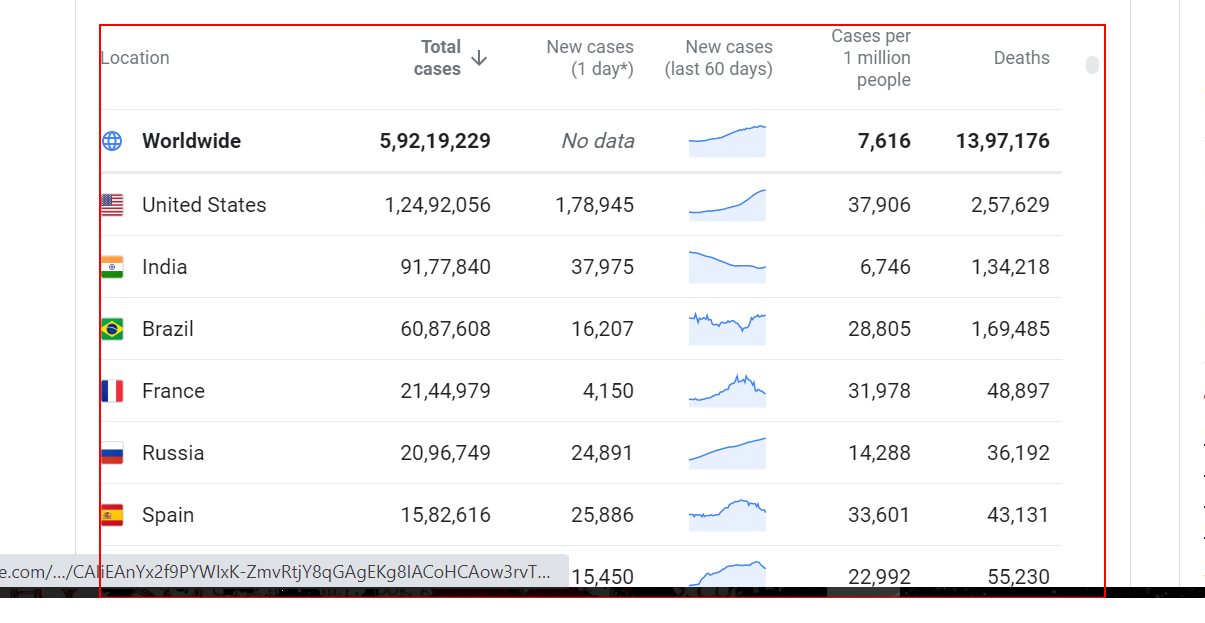 Location Total cases ↓ New cases (1 day*) New cases (last 60 days) Cases per 1 million people Deaths
Worldwide 5,92,19,229 No data 7,616 13,97,176
United States 1,24,92,056 1,78,945 37,906 2,57,629
India 91,77,840 37,975 6,746 1,34,218
Brazil 60,87,608 16,207 28,805 1,69,485
France 21,44,979 4,150 31,978 48,897
Russia 20,96,749 24,891 14,288 36,192
Spain 15,82,616 25,886 33,601 43,131
15,450 22,992 55,230